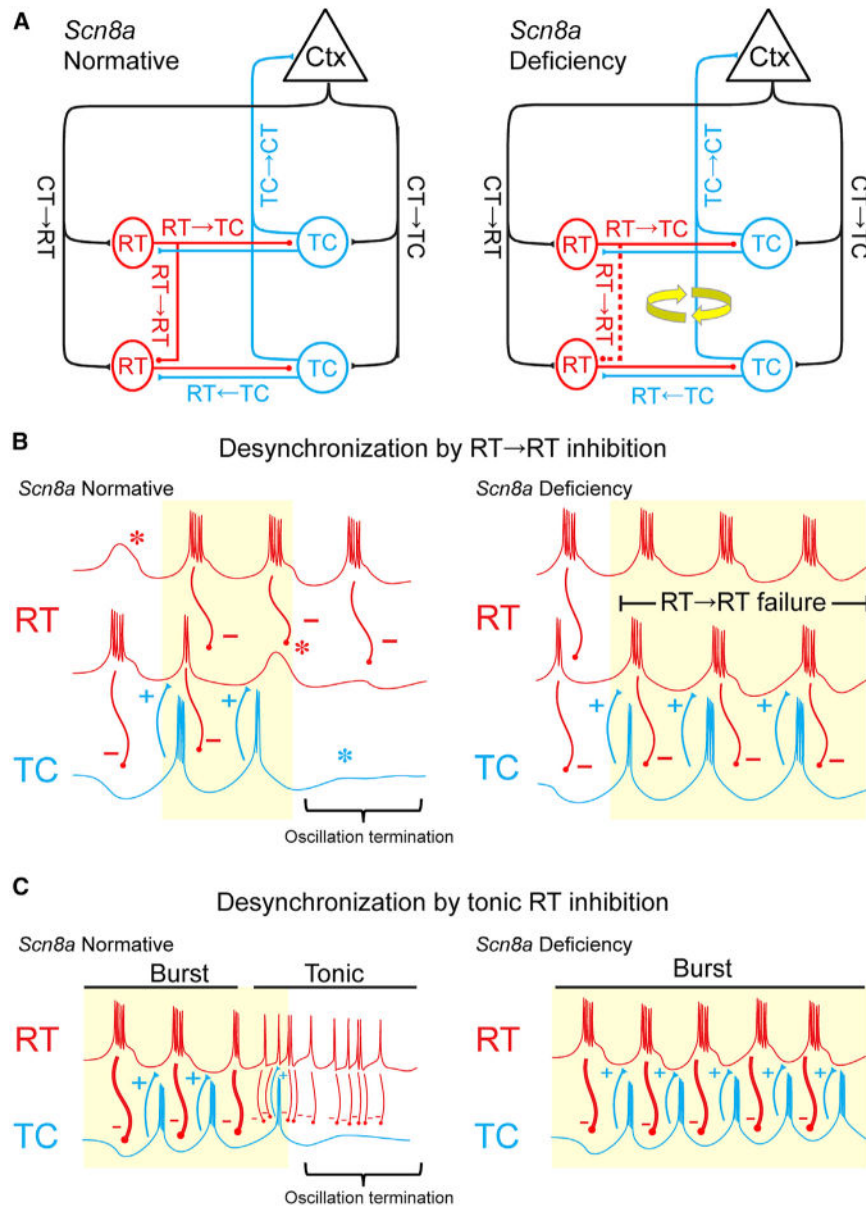 A
Scn8a
Normative
Ctx
CT→RT
TC→CT
CT→TC
RT
RT→TC
TC
RT→RT
RT
TC
RT←TC
Scn8a
Deficiency
Ctx
CT→RT
TC→CT
CT→TC
RT
RT→TC
TC
RT→RT
RT
TC
RT←TC
B
Desynchronization by RT→RT inhibition
Scn8a Normative
*
RT
−
−
−
*
+
+
−
−
TC
*
Oscillation termination
Scn8a Deficiency
RT→RT failure
RT
+
+
+
−
−
−
−
TC
C
Desynchronization by tonic RT inhibition
Scn8a Normative
Burst
Tonic
RT
+
+
+
TC
-
-
-
Oscillation termination
Scn8a Deficiency
Burst
RT
+
+
+
+
+
TC
-
-
-
-
-